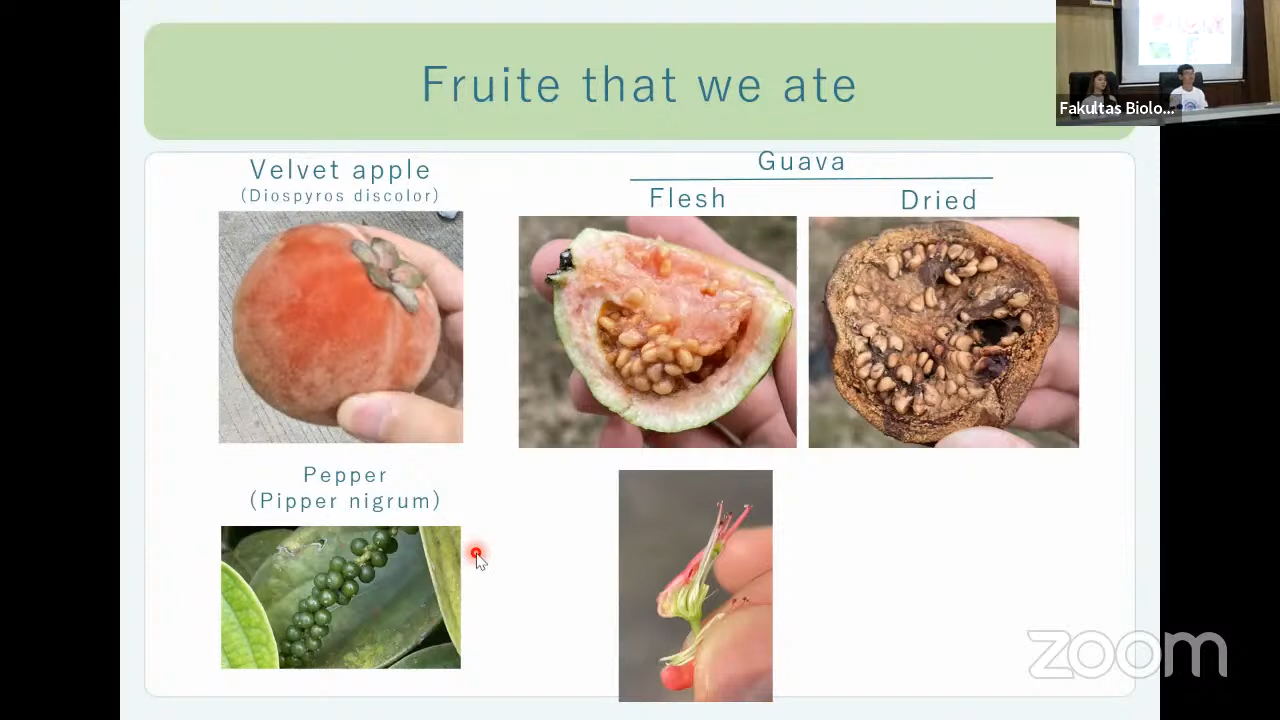 Fruite that we ate
Fakultas Biolo...
Velvet apple
(Diospyros discolor)
Guava
Flesh
Dried
Pepper
(Pipper nigrum)
zoom